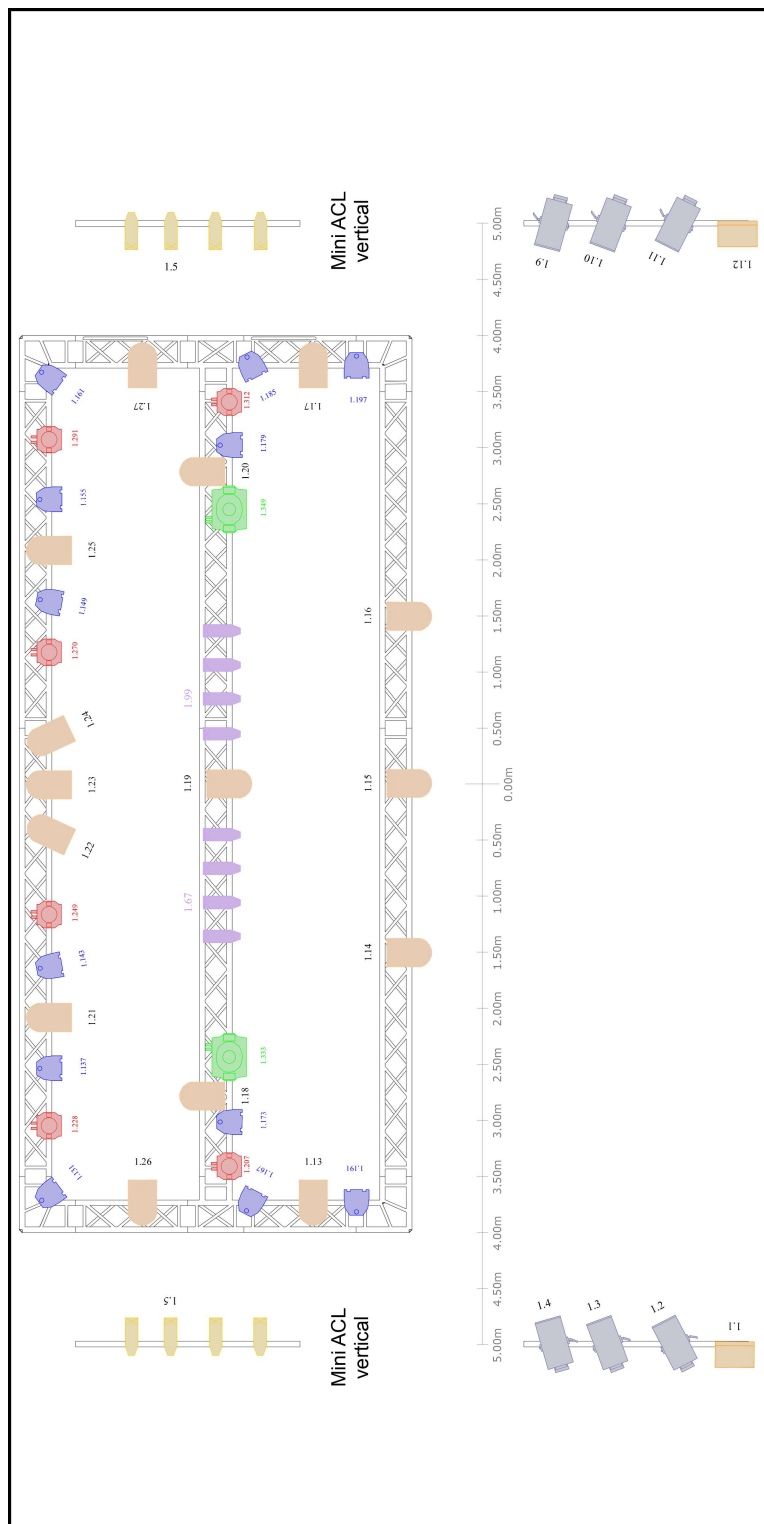 Mini ACL
vertical
1.5
5.00m
4.50m
4.00m
3.50m
3.00m
2.50m
2.00m
1.50m
1.00m
0.50m
0.00m
0.50m
1.00m
1.50m
2.00m
2.50m
3.00m
3.50m
4.00m
4.50m
5.00m
1.9
1.10
1.11
1.12
1.161
1.27
1.185
1.17
1.197
1.312
1.291
1.179
1.20
1.155
1.349
1.25
1.149
1.16
1.270
1.99
1.24
1.23
1.19
1.15
1.22
1.67
1.249
1.143
1.14
1.21
1.333
1.137
1.18
1.228
1.173
1.131
1.26
1.207
1.167
1.13
1.191
1.5
Mini ACL
vertical
1.4
1.3
1.2
1.1